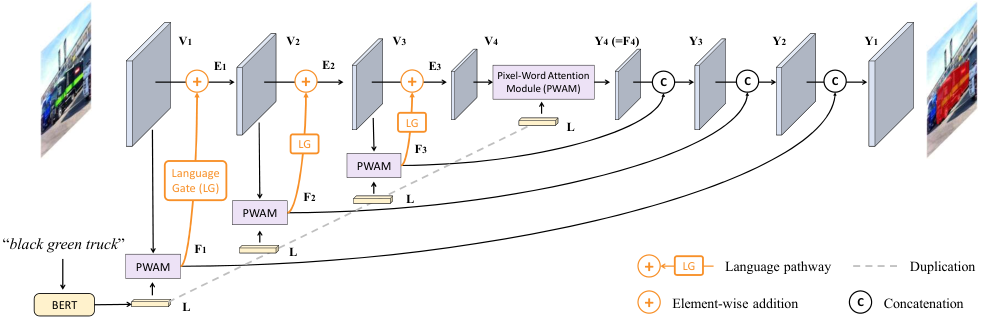 V1
V2
V3
V4
Y4 (=F4)
Y3
Y2
Y1
E1
E2
E3
Pixel-Word Attention
Module (PWAM)
C
C
C
L
LG
LG
F3
PWAM
L
Language
Gate (LG)
F2
PWAM
L
"black green truck"
F1
PWAM
L
BERT
LG
Language pathway
Duplication
Element-wise addition
C
Concatenation